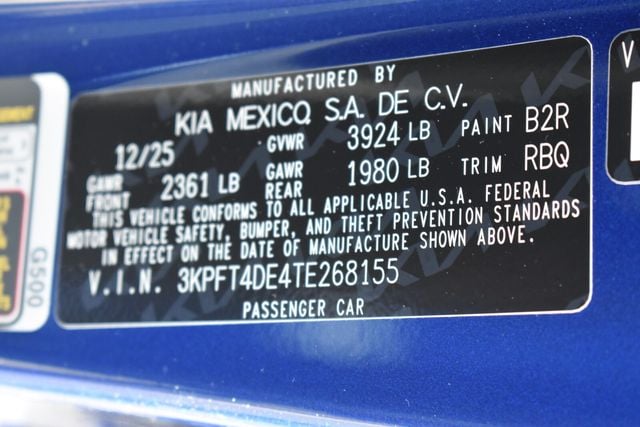 MANUFACTURED BY
KIA MEXICO S.A. DE C.V.
12/25 GVWR 3924 LB PAINT B2R
GAWR FRONT 2361 LB GAWR REAR 1980 LB TRIM RBQ
THIS VEHICLE CONFORMS TO ALL APPLICABLE U.S.A. FEDERAL
MOTOR VEHICLE SAFETY, BUMPER, AND THEFT PREVENTION STANDARDS
IN EFFECT ON THE DATE OF MANUFACTURE SHOWN ABOVE.
V.I.N. 3KPFT4DE4TE268155
PASSENGER CAR
G500
V